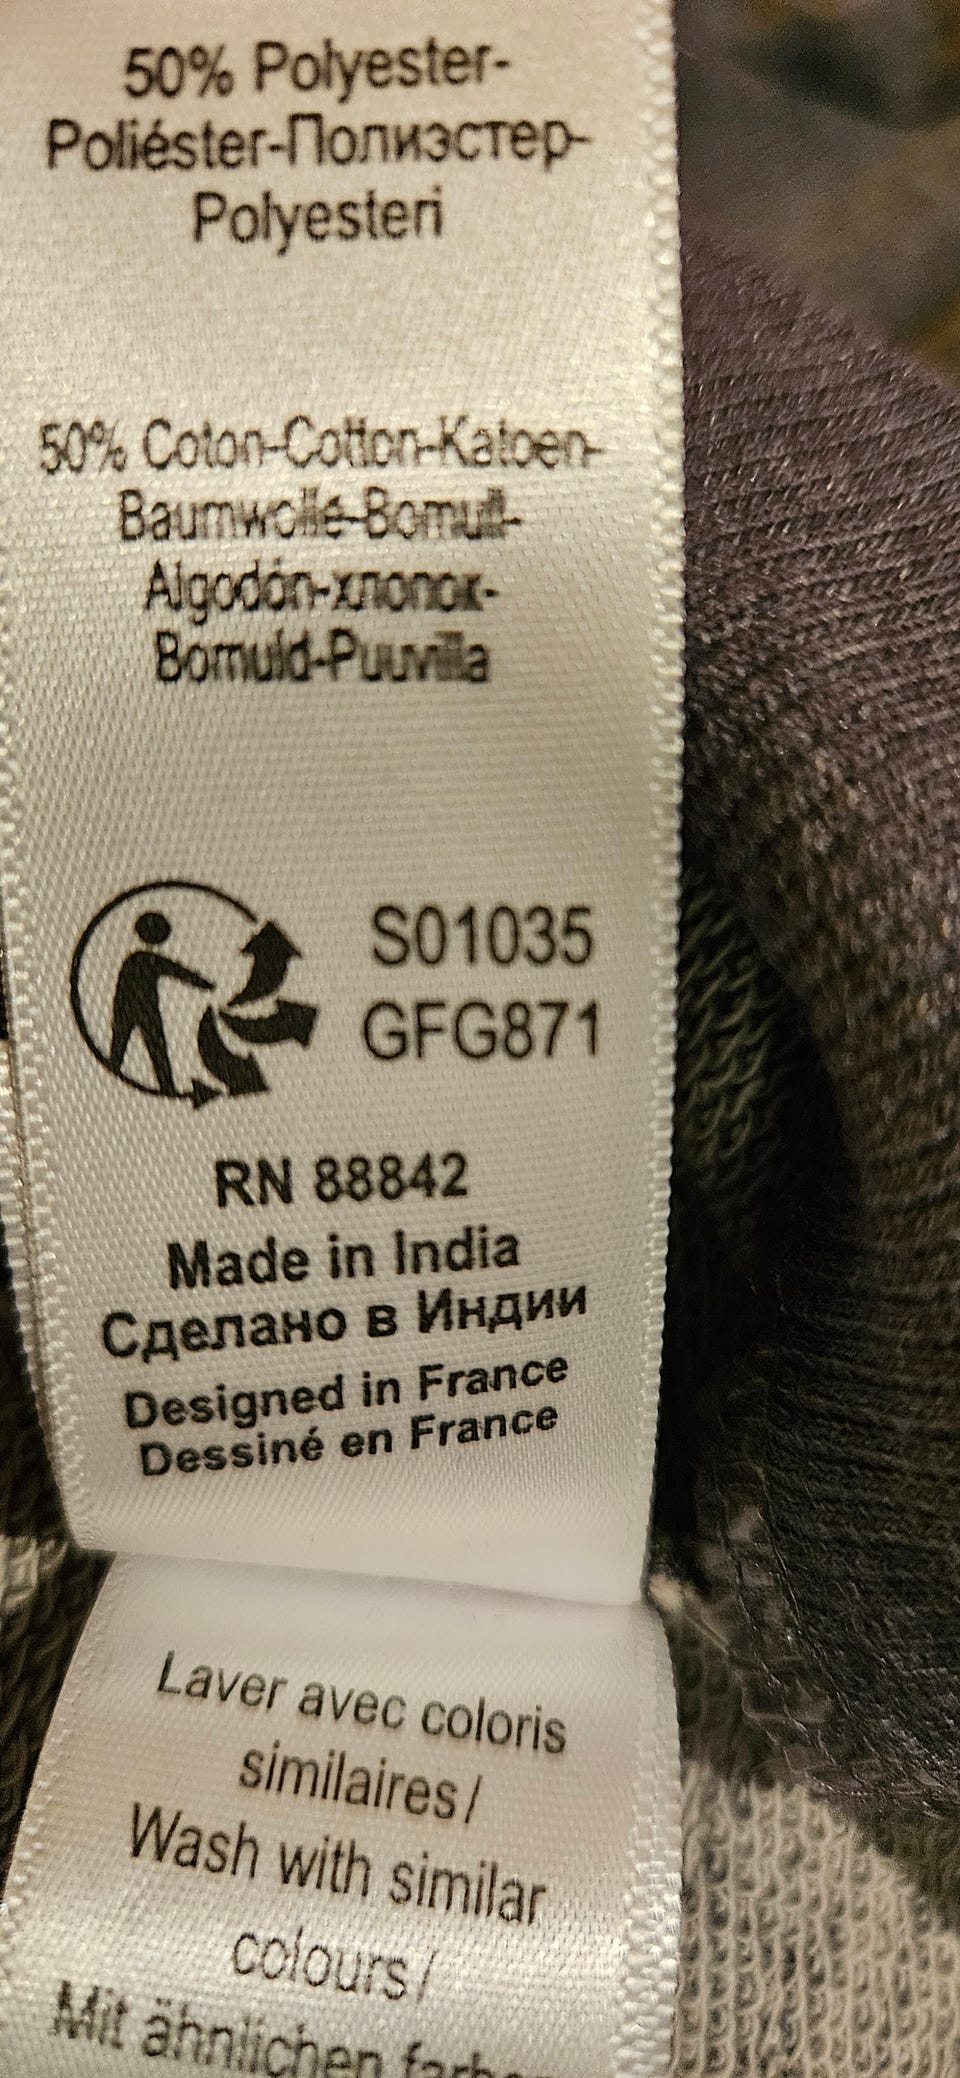 50% Polyester-
Poliéster-Полиэстер-
Polyesteri
50% Coton-Cotton-Katoen-
Baumwolle-Bomull-
Algodón-хлопок-
Bomuld-Puuvilla
S01035
GFG871
RN 88842
Made in India
Сделано в Индии
Designed in France
Dessiné en France
Laver avec coloris
similaires/
Wash with similar
colours/
Mit ähnlichen